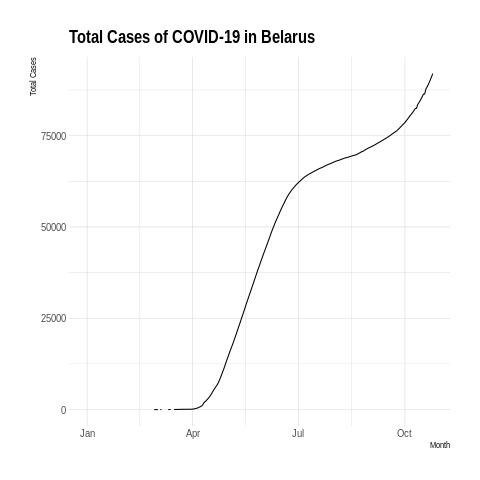 Total Cases of COVID-19 in Belarus
Total Cases
75000
50000
25000
0
Jan Apr Jul Oct
Month